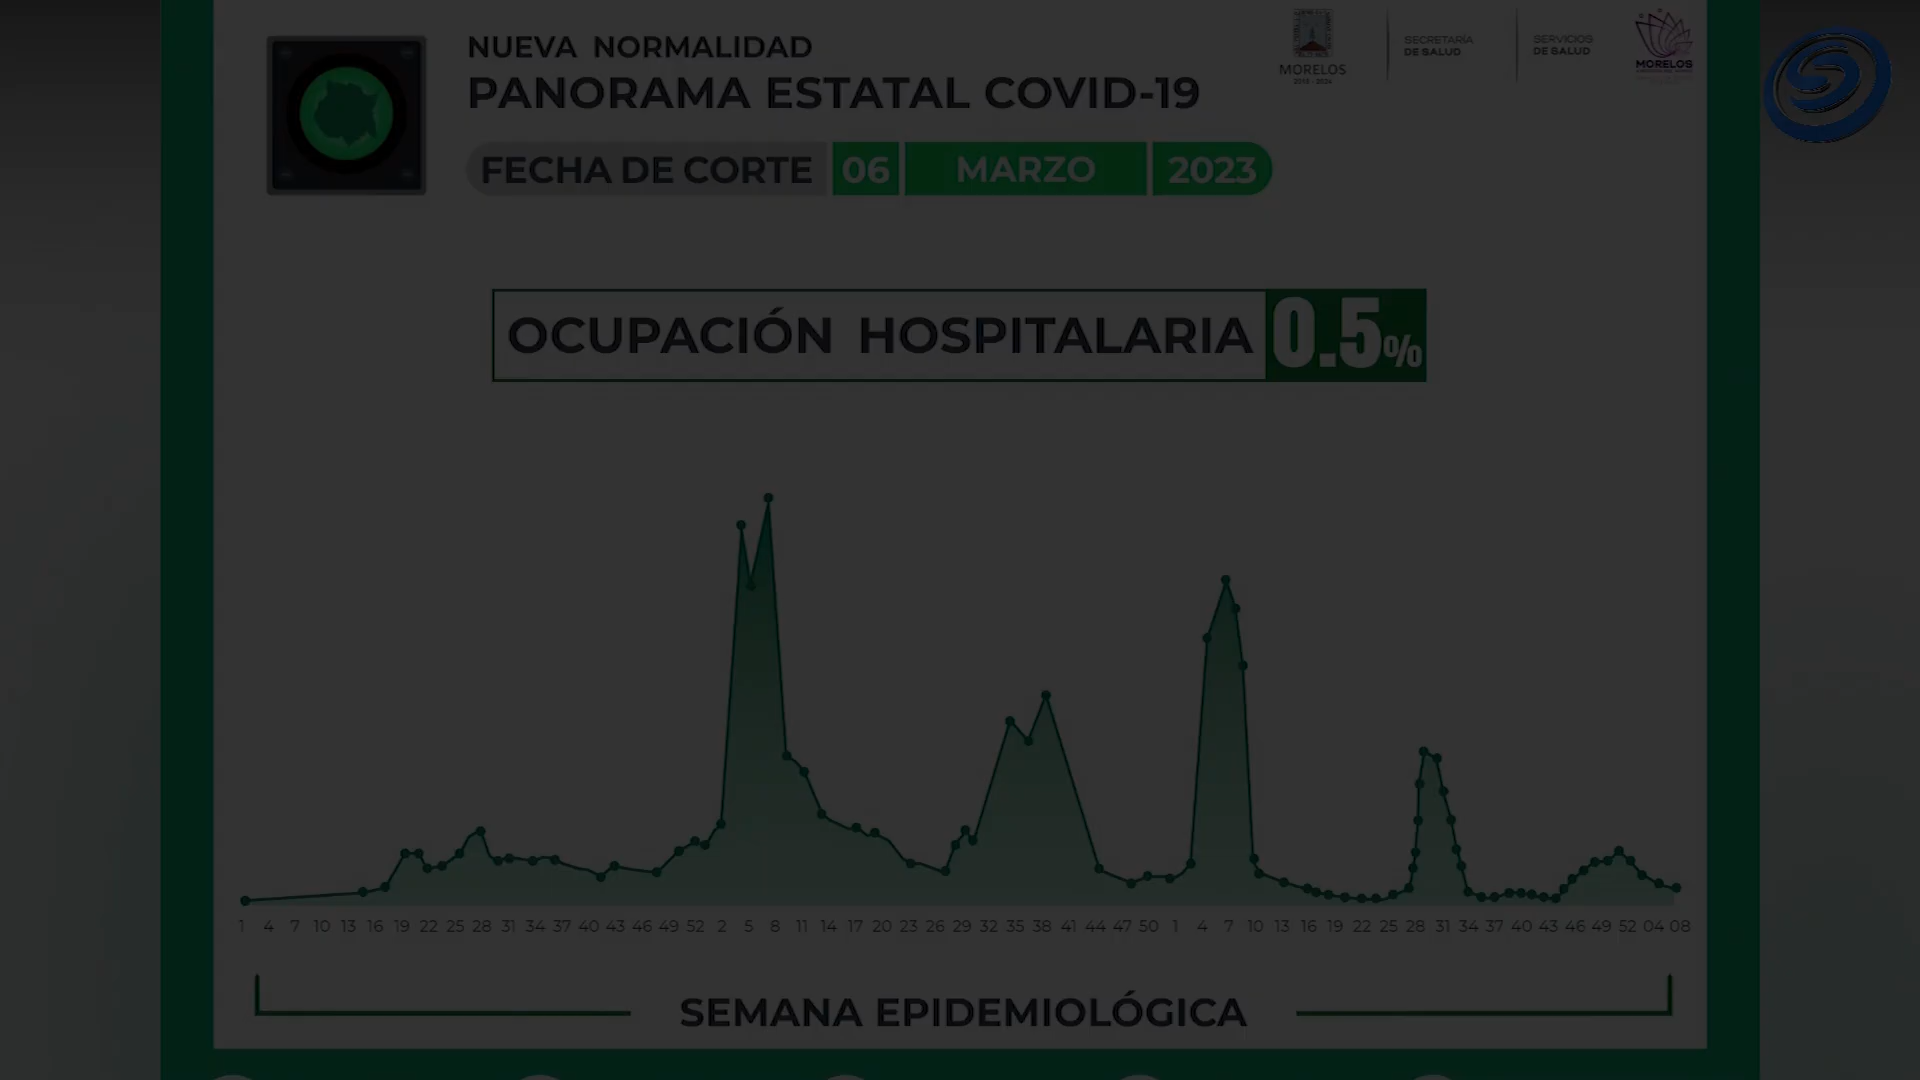 NUEVA NORMALIDAD
PANORAMA ESTATAL COVID-19
FECHA DE CORTE 06 MARZO 2023
MORELOS
2018 - 2024
SECRETARÍA
DE SALUD
SERVICIOS
DE SALUD
MORELOS
OCUPACIÓN HOSPITALARIA 0.5%
1 4 7 10 13 16 19 22 25 28 31 34 37 40 43 46 49 52 2 5 8 11 14 17 20 23 26 29 32 35 38 41 44 47 50 1 4 7 10 13 16 19 22 25 28 31 34 37 40 43 46 49 52 04 08
SEMANA EPIDEMIOLÓGICA